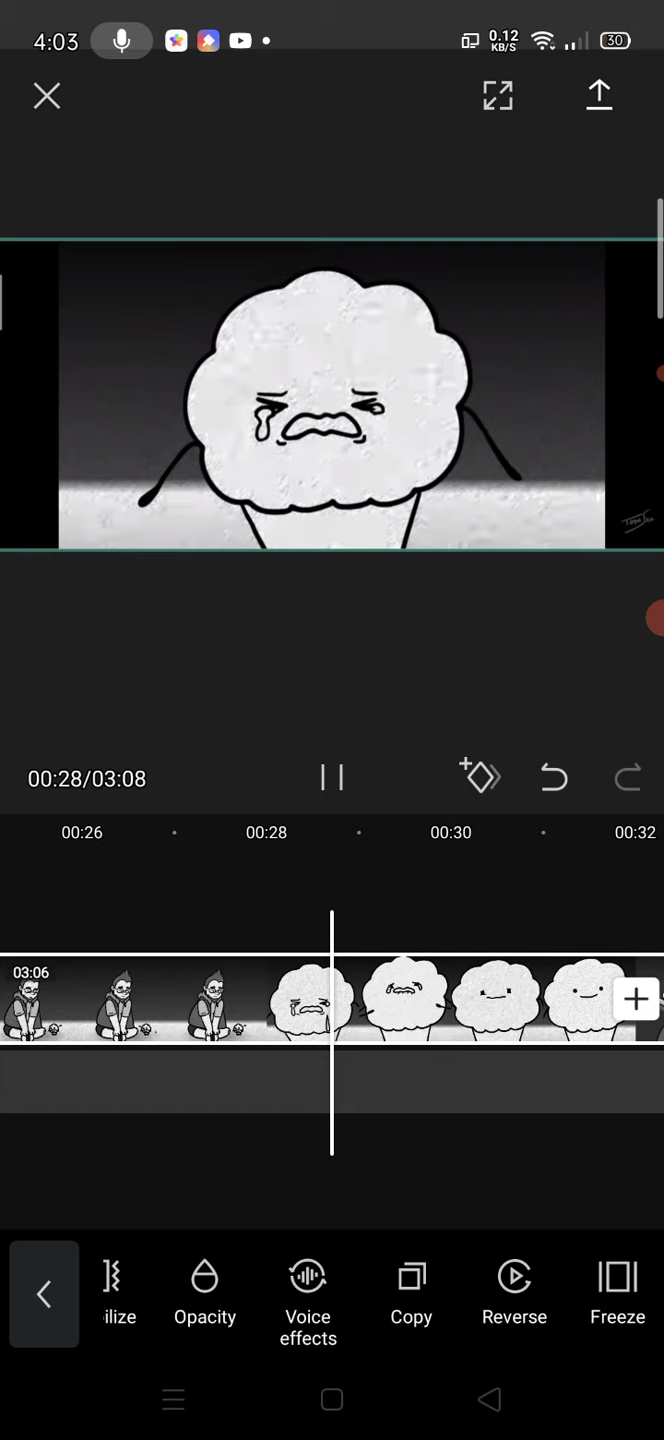 4:03
0.12
KB/S
30
00:28/03:08
00:26
00:28
00:30
00:32
03:06
ilize
Opacity
Voice
effects
Copy
Reverse
Freeze